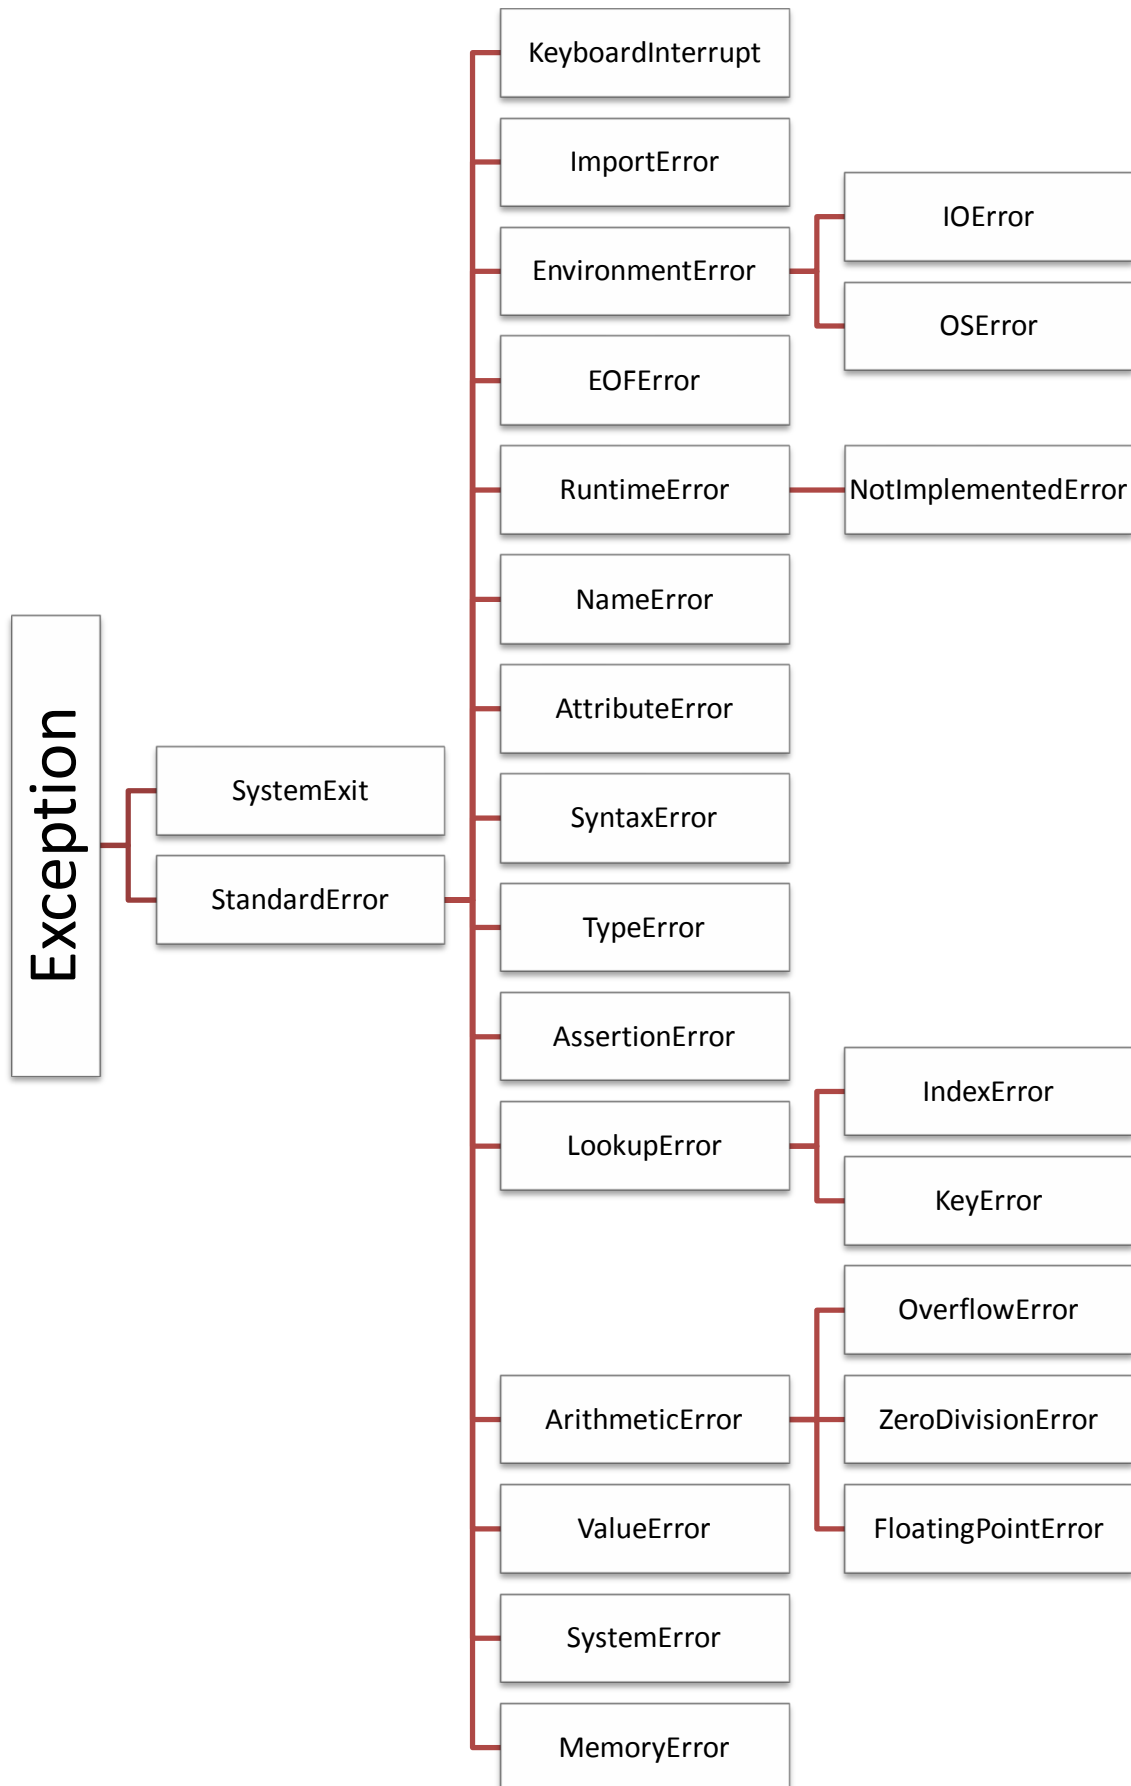 Exception
SystemExit
StandardError
KeyboardInterrupt
ImportError
EnvironmentError
IOError
OSError
EOFError
RuntimeError
NotImplementedError
NameError
AttributeError
SyntaxError
TypeError
AssertionError
LookupError
IndexError
KeyError
ArithmeticError
OverflowError
ZeroDivisionError
FloatingPointError
ValueError
SystemError
MemoryError